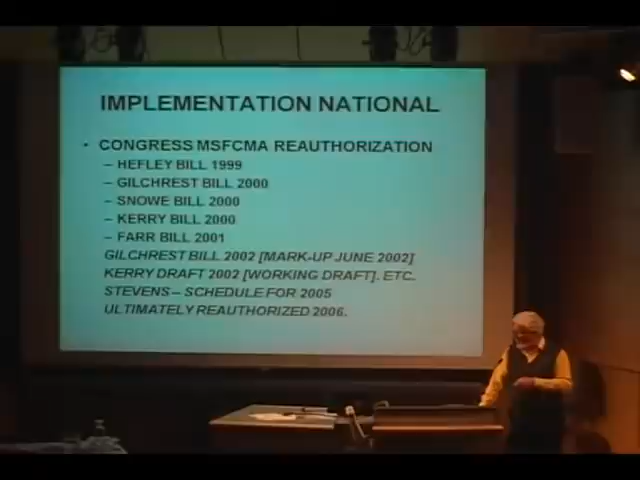 IMPLEMENTATION NATIONAL
• CONGRESS MSFCMA REAUTHORIZATION
– HEFLEY BILL 1999
– GILCHREST BILL 2000
– SNOWE BILL 2000
– KERRY BILL 2000
– FARR BILL 2001
GILCHREST BILL 2002 [MARK-UP JUNE 2002]
KERRY DRAFT 2002 [WORKING DRAFT]. ETC.
STEVENS – SCHEDULE FOR 2005
ULTIMATELY REAUTHORIZED 2006.